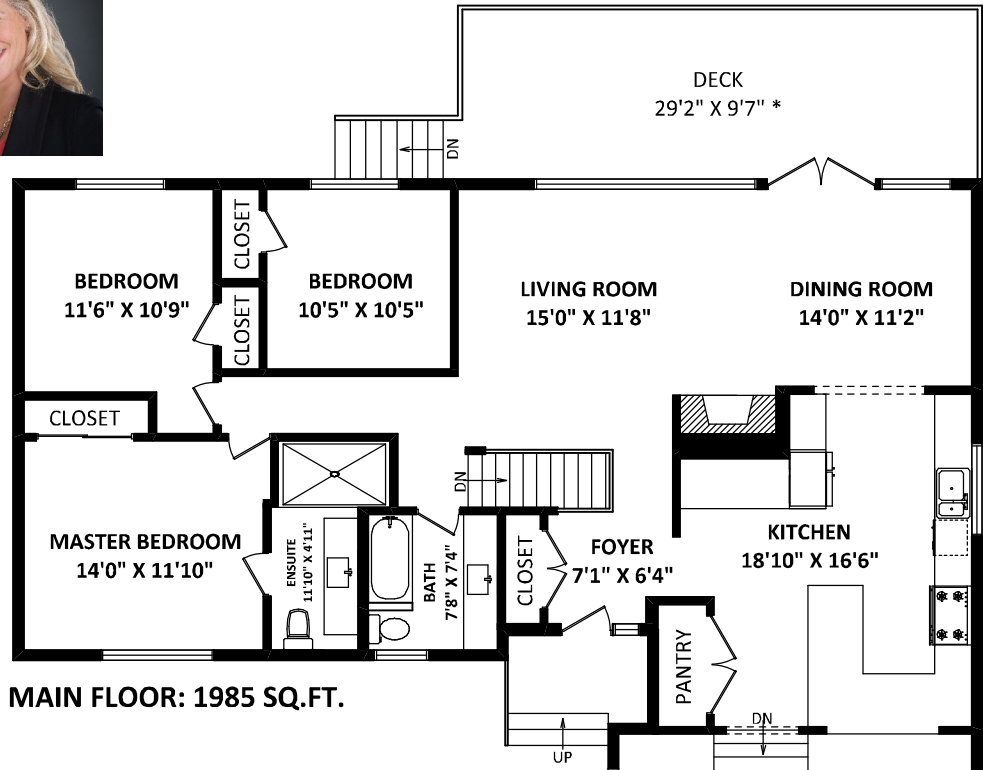 DECK
29'2" X 9'7" *
DN
CLOSET
BEDROOM
11'6" X 10'9"
BEDROOM
10'5" X 10'5"
LIVING ROOM
15'0" X 11'8"
DINING ROOM
14'0" X 11'2"
CLOSET
CLOSET
DN
MASTER BEDROOM
14'0" X 11'10"
ENSUITE
11'10" X 4'11"
BATH
7'8" X 7'4"
CLOSET
FOYER
7'1" X 6'4"
KITCHEN
18'10" X 16'6"
PANTRY
MAIN FLOOR: 1985 SQ.FT.
DN
UP